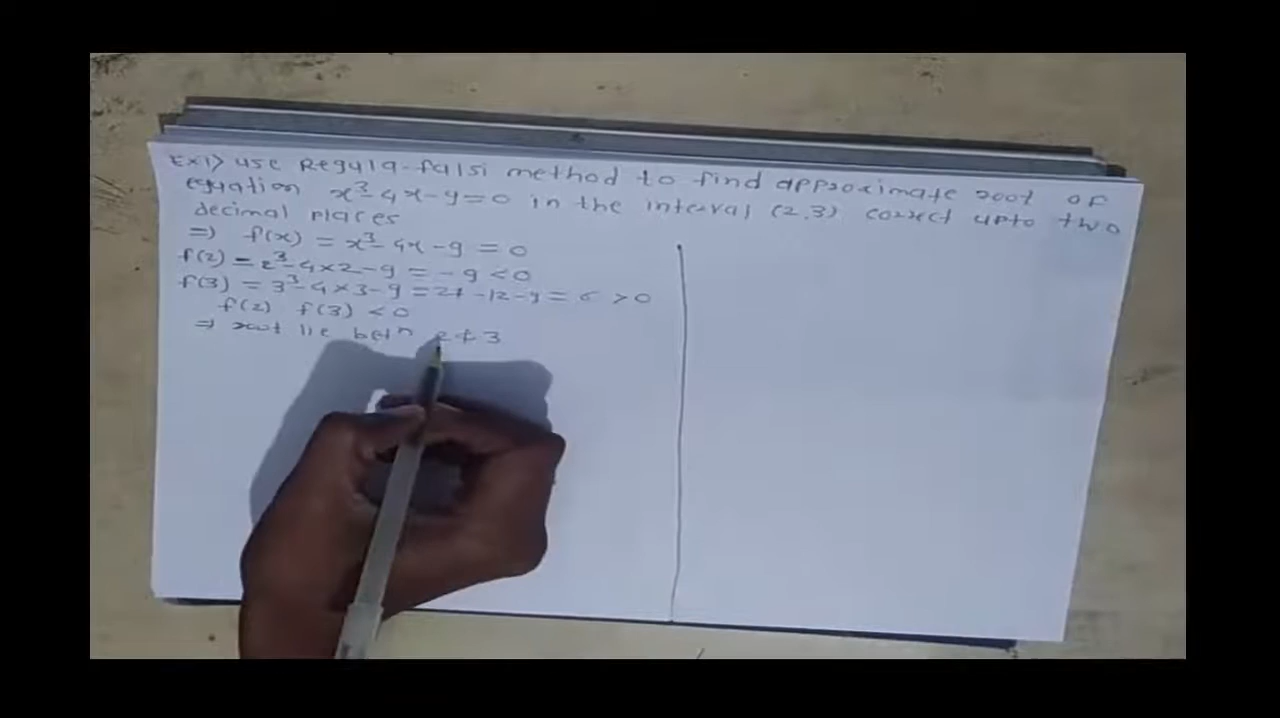 Ex1> use Regula-falsi method to find approximate root of
equation x³-4x-9=0 in the interval (2,3) correct upto two
decimal places
=> f(x) = x³-4x-9 = 0
f(2) = 2³-4×2-9 = -9 <0
f(3) = 3³-4×3-9 = 27-12-9 = 6 >0
f(2) f(3) <0
=> root lie betn 2 & 3